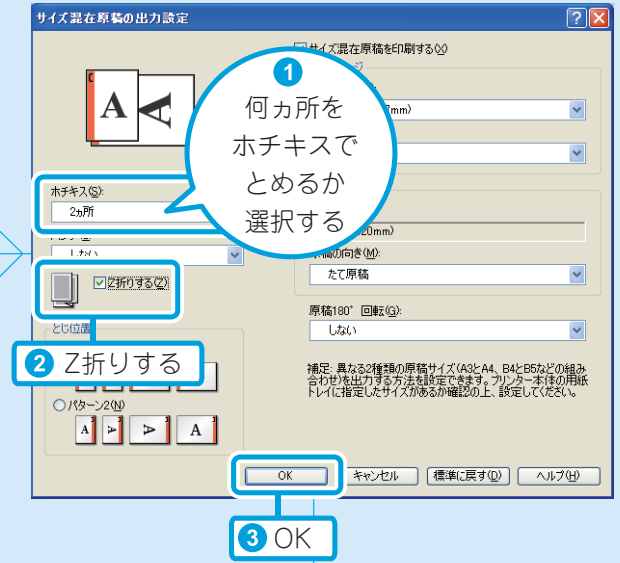 サイズ混在原稿の出力設定
サイズ混在原稿を印刷する(X)
1
何ヵ所を
ホチキスで
とめるか
選択する
7mm)
ホチキス(S):
2ヵ所
しない
20mm)
原稿の向き(M):
たて原稿
Z折りする(Z)
原稿180° 回転(G):
しない
とじ位置
2 Z折りする
補足: 異なる2種類の原稿サイズ(A3とA4、B4とB5などの組み
合わせ)を出力する方法を設定できます。プリンター本体の用紙
トレイに指定したサイズがあるか確認の上、設定してください。
パターン2(N)
A A A A
OK キャンセル 標準に戻す(D) ヘルプ(H)
3 OK
A A